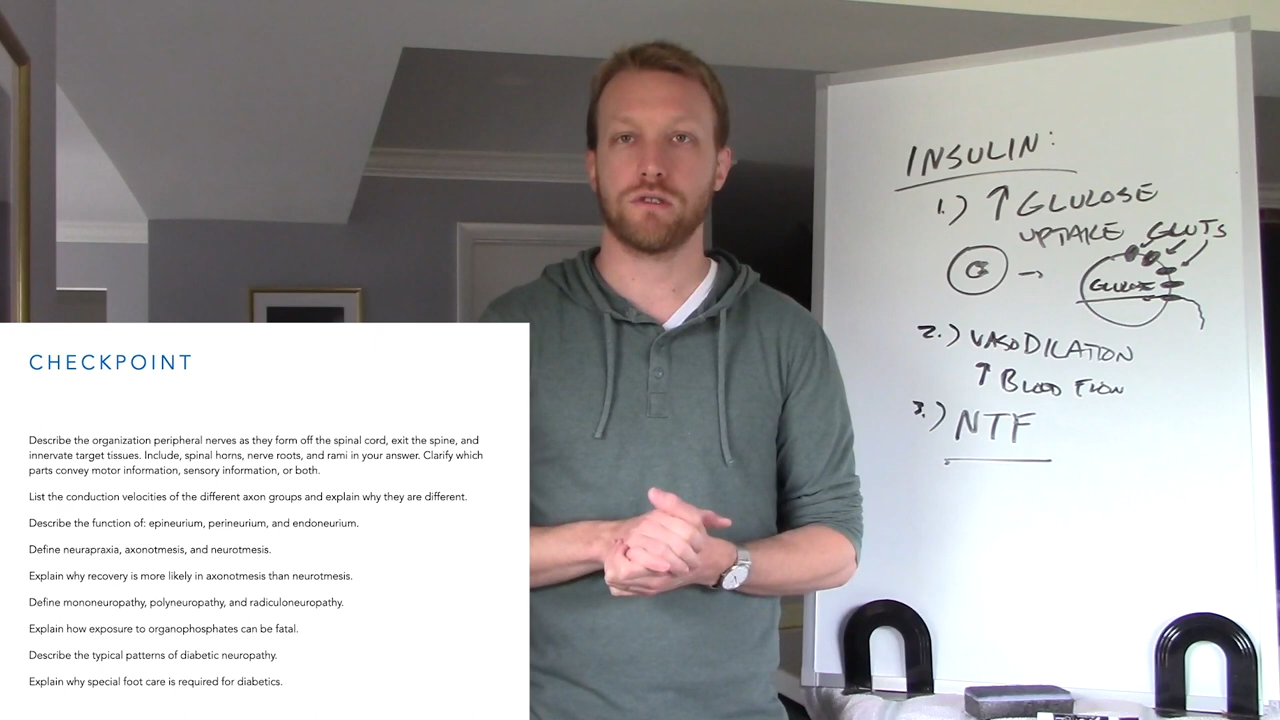 CHECKPOINT
Describe the organization peripheral nerves as they form off the spinal cord, exit the spine, and
innervate target tissues. Include, spinal horns, nerve roots, and rami in your answer. Clarify which
parts convey motor information, sensory information, or both.
List the conduction velocities of the different axon groups and explain why they are different.
Describe the function of: epineurium, perineurium, and endoneurium.
Define neurapraxia, axonotmesis, and neurotmesis.
Explain why recovery is more likely in axonotmesis than neurotmesis.
Define mononeuropathy, polyneuropathy, and radiculoneuropathy.
Explain how exposure to organophosphates can be fatal.
Describe the typical patterns of diabetic neuropathy.
Explain why special foot care is required for diabetics.
INSULIN:
1.) ↑ GLUCOSE
UPTAKE GLUTS
G →
GLUCOSE
2.) VASODILATION
↑ BLOOD FLOW
3.) NTF